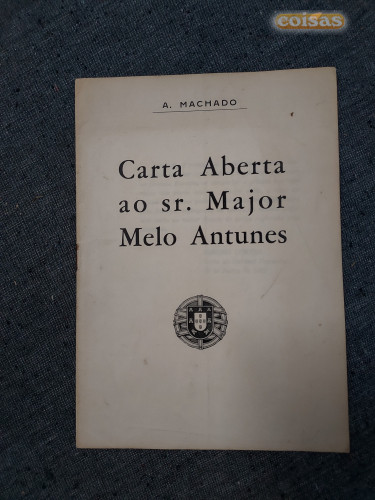 coisas
A. MACHADO
Carta Aberta
ao sr. Major
Melo Antunes